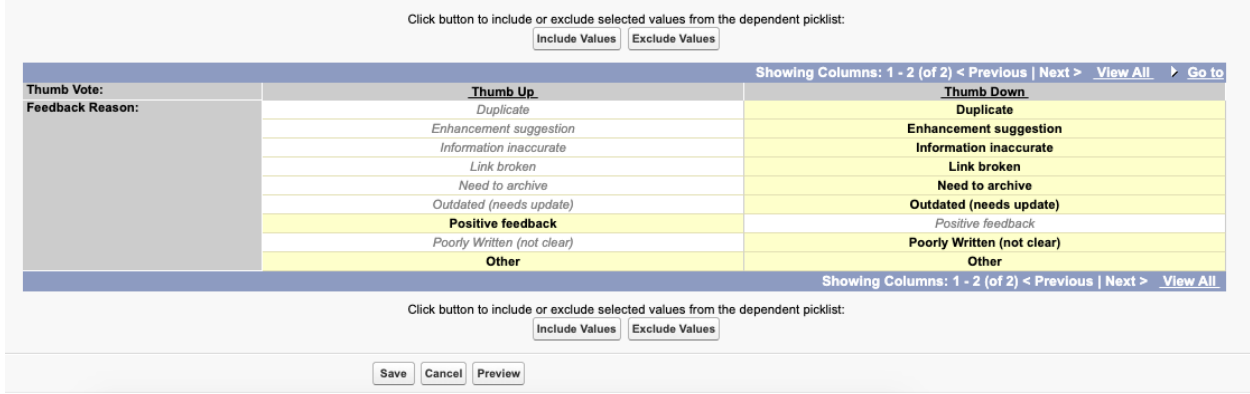 Click button to include or exclude selected values from the dependent picklist:
Include Values Exclude Values
Showing Columns: 1 - 2 (of 2) < Previous | Next > View All Go to
Thumb Vote: Thumb Up Thumb Down
Feedback Reason: Duplicate Duplicate
Enhancement suggestion Enhancement suggestion
Information inaccurate Information inaccurate
Link broken Link broken
Need to archive Need to archive
Outdated (needs update) Outdated (needs update)
Positive feedback Positive feedback
Poorly Written (not clear) Poorly Written (not clear)
Other Other
Showing Columns: 1 - 2 (of 2) < Previous | Next > View All
Click button to include or exclude selected values from the dependent picklist:
Include Values Exclude Values
Save Cancel Preview